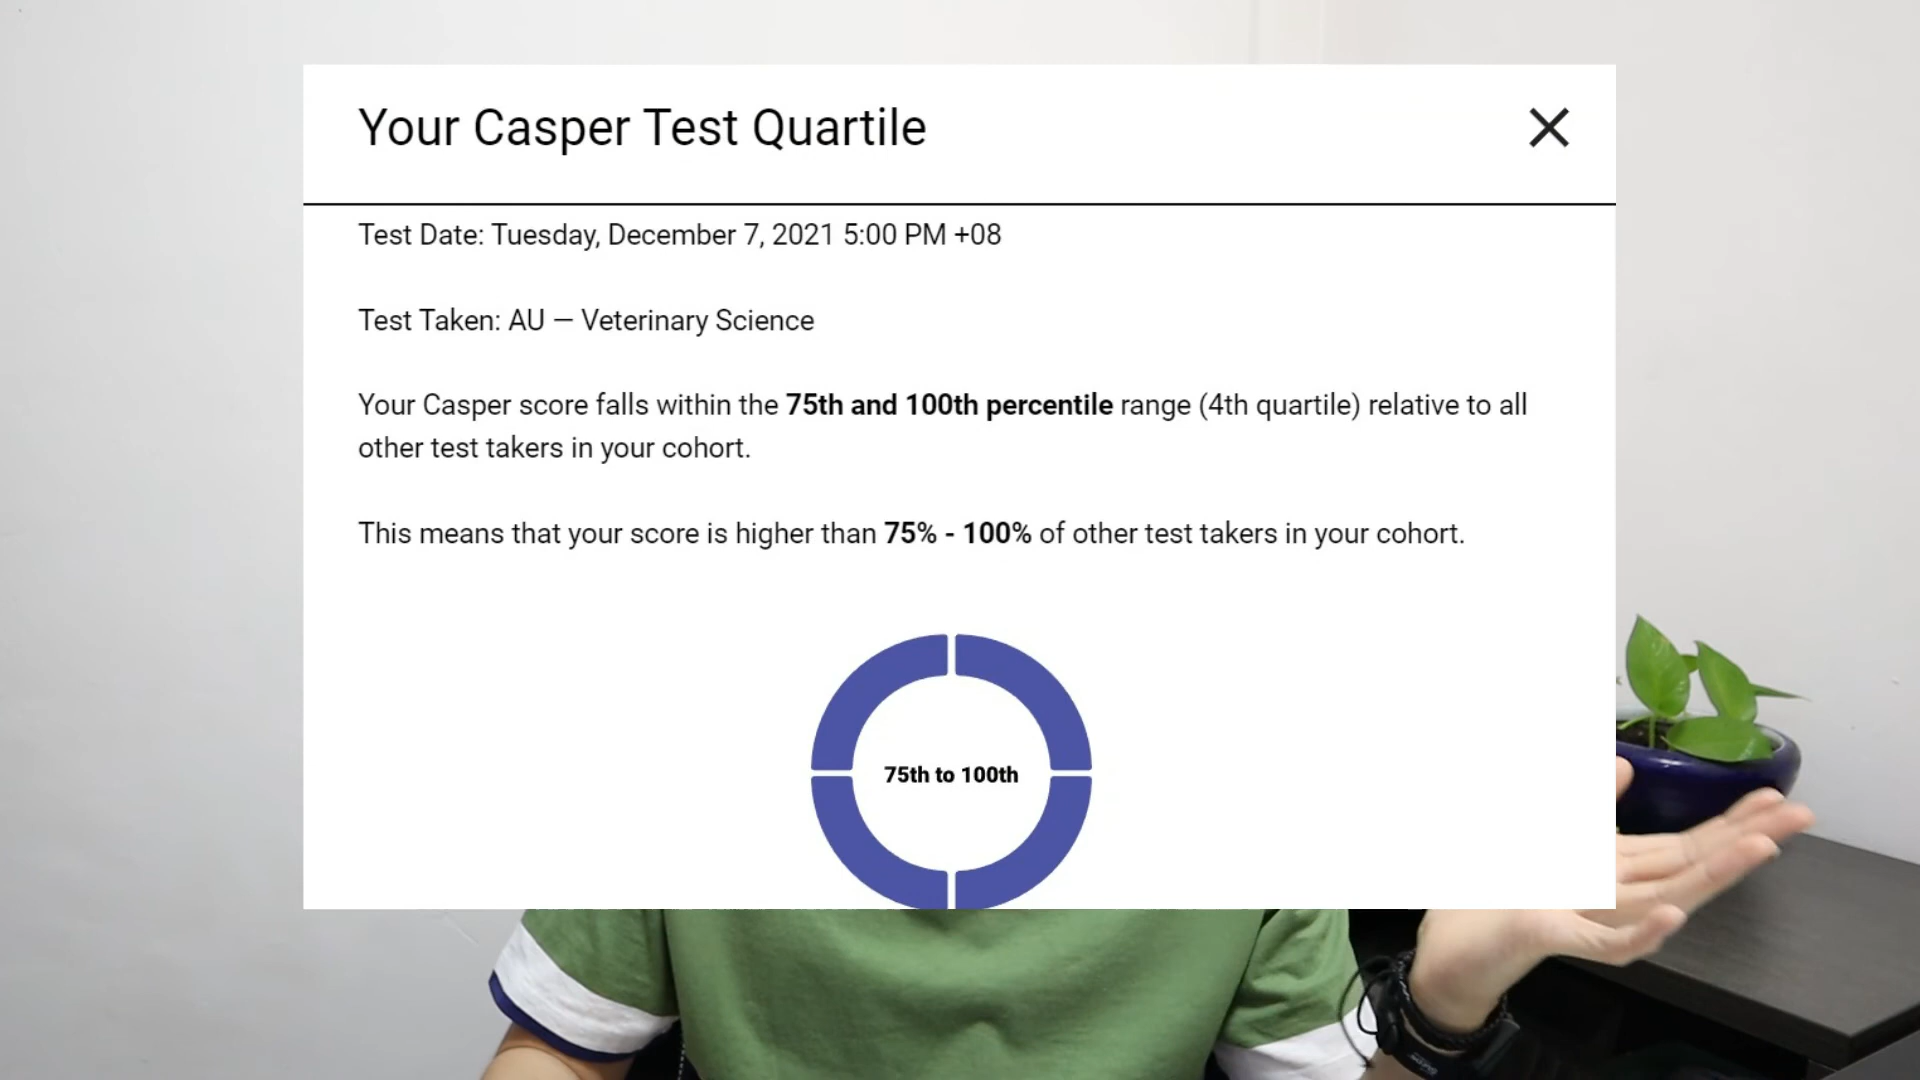 Your Casper Test Quartile
Test Date: Tuesday, December 7, 2021 5:00 PM +08
Test Taken: AU — Veterinary Science
Your Casper score falls within the 75th and 100th percentile range (4th quartile) relative to all
other test takers in your cohort.
This means that your score is higher than 75% - 100% of other test takers in your cohort.
75th to 100th